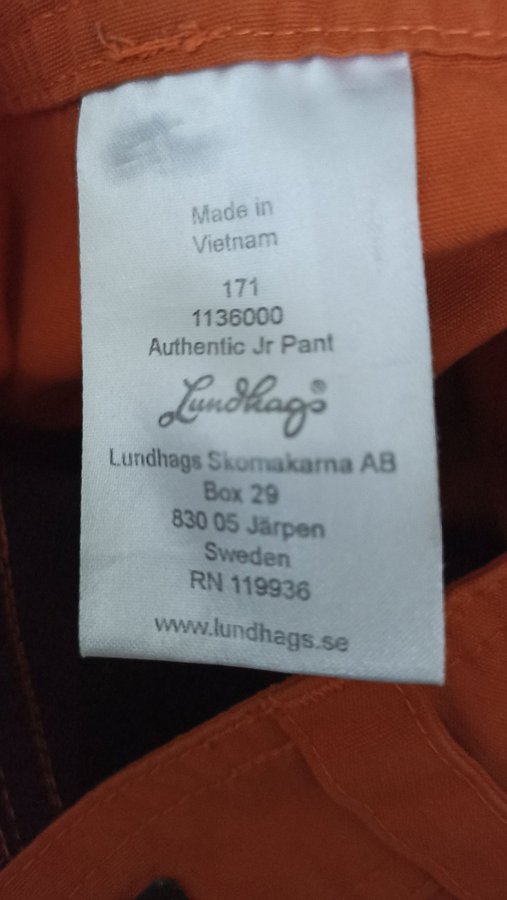 Made in
Vietnam
171
1136000
Authentic Jr Pant
Lundhags®
Lundhags Skomakarna AB
Box 29
830 05 Järpen
Sweden
RN 119936
www.lundhags.se